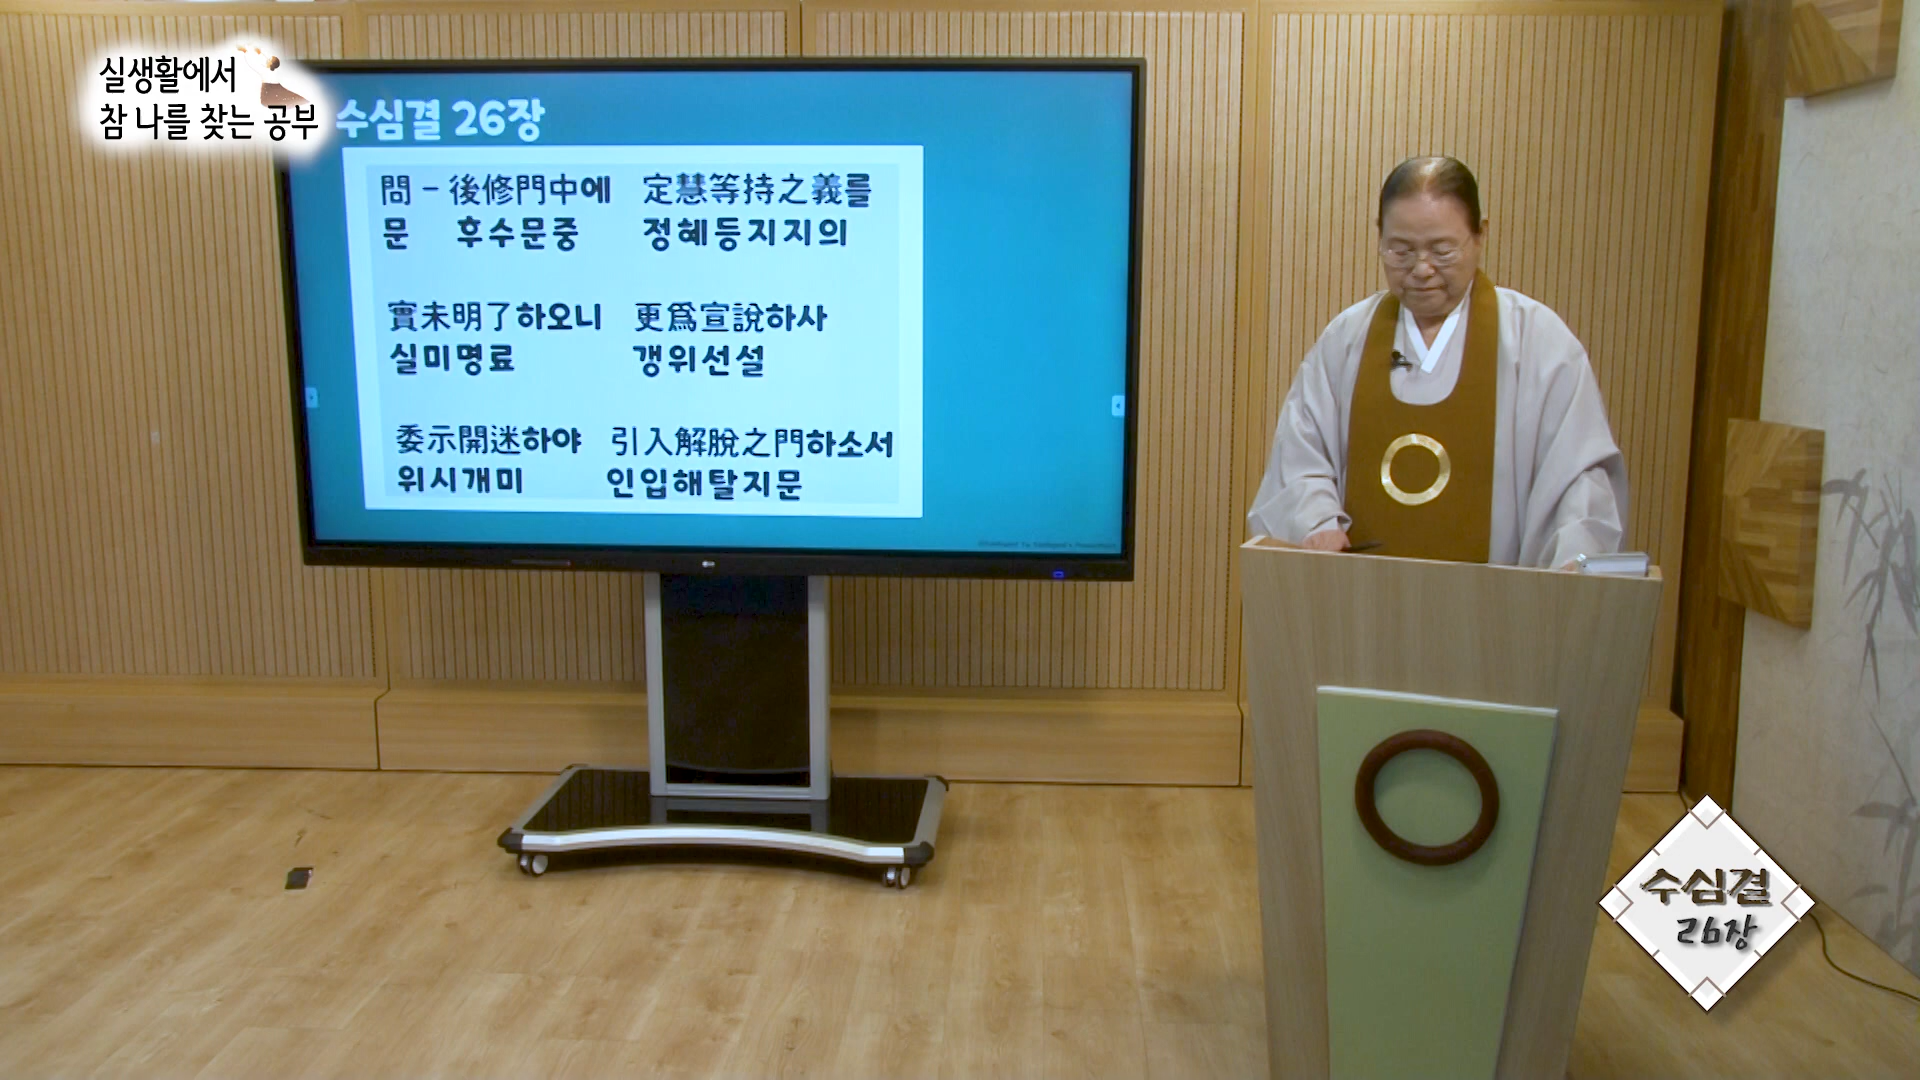 실생활에서
참 나를 찾는 공부
수심결 26장
問 - 後修門中에 定慧等持之義를
문 후수문중 정혜등지지의
實未明了하오니 更爲宣說하사
실미명료 갱위선설
委示開迷하야 引入解脫之門하소서
위시개미 인입해탈지문
수심결
26장